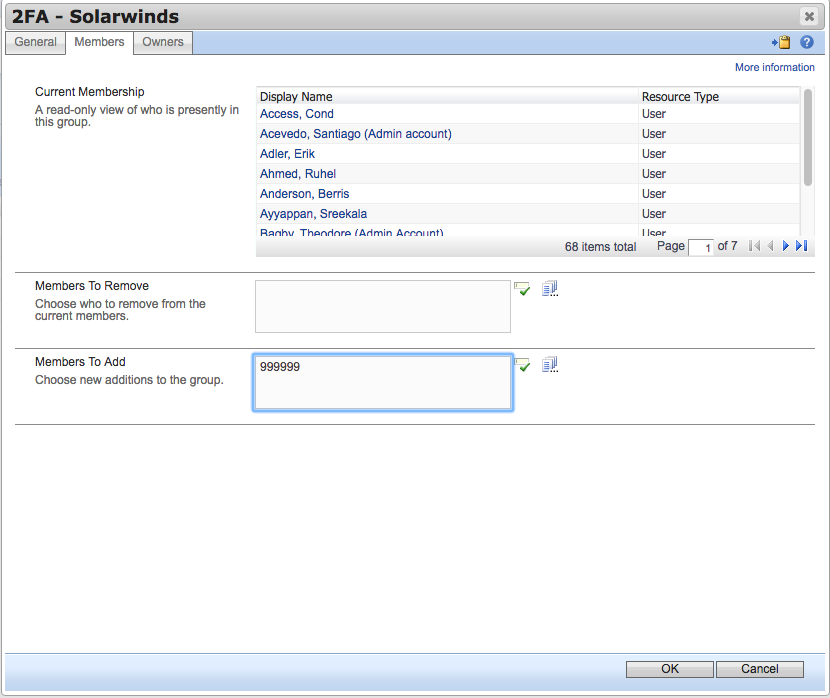 2FA - Solarwinds
General Members Owners
More information
Current Membership
A read-only view of who is presently in
this group.
Display Name Resource Type
Access, Cond User
Acevedo, Santiago (Admin account) User
Adler, Erik User
Ahmed, Ruhel User
Anderson, Berris User
Ayyappan, Sreekala User
Bagby, Theodore (Admin Account) User
68 items total Page 1 of 7
Members To Remove
Choose who to remove from the
current members.
Members To Add
Choose new additions to the group.
999999
OK Cancel